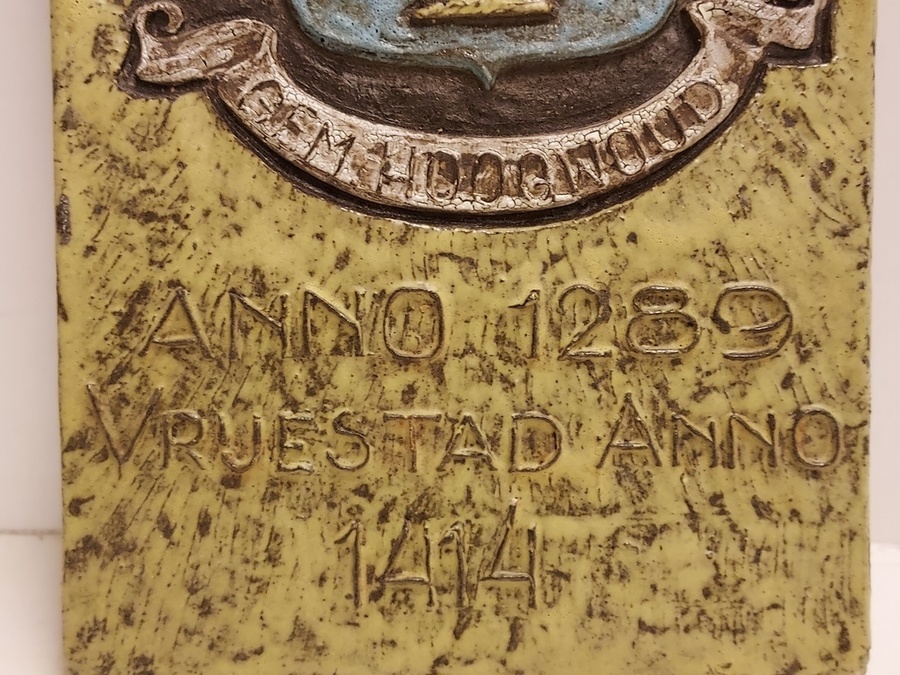 GEM HOOGWOUD
ANNO 1289
VRIJESTAD ANNO
1414